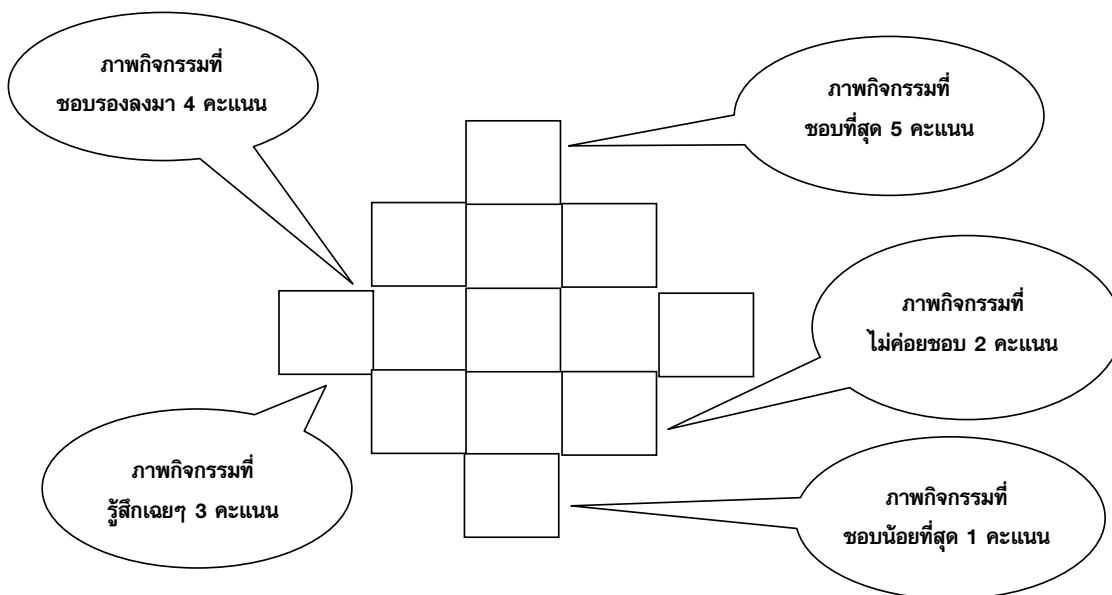 ภาพกิจกรรมที่
ชอบรองลงมา 4 คะแนน
ภาพกิจกรรมที่
ชอบที่สุด 5 คะแนน
ภาพกิจกรรมที่
ไม่ค่อยชอบ 2 คะแนน
ภาพกิจกรรมที่
รู้สึกเฉยๆ 3 คะแนน
ภาพกิจกรรมที่
ชอบน้อยที่สุด 1 คะแนน